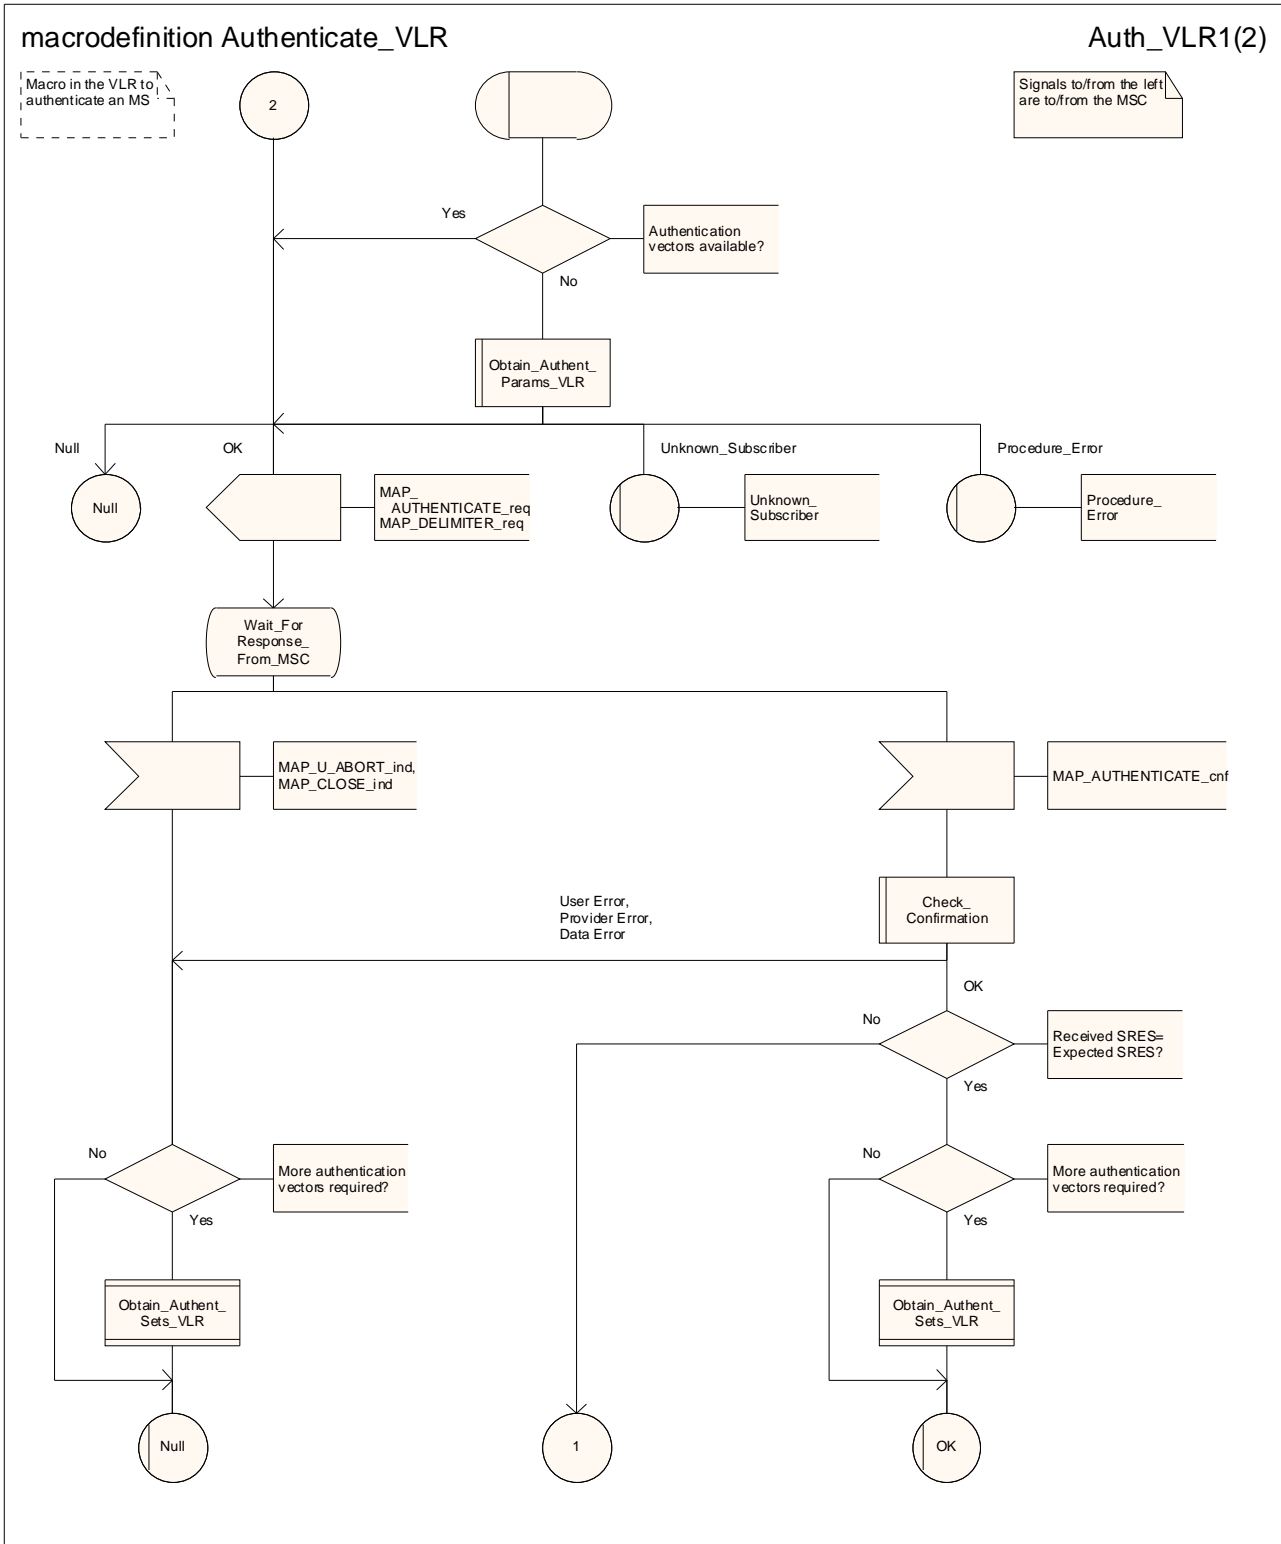 macrodefinition Authenticate_VLR
Auth_VLR1(2)
Macro in the VLR to
authenticate an MS
2
Signals to/from the left
are to/from the MSC
Yes
Authentication
vectors available?
No
Obtain_Authent_
Params_VLR
Null
OK
Unknown_Subscriber
Procedure_Error
Null
MAP_
AUTHENTICATE_req
MAP_DELIMITER_req
Unknown_
Subscriber
Procedure_
Error
Wait_For
Response_
From_MSC
MAP_U_ABORT_ind,
MAP_CLOSE_ind
MAP_AUTHENTICATE_cnf
User Error,
Provider Error,
Data Error
Check_
Confirmation
OK
No
Received SRES=
Expected SRES?
Yes
No
More authentication
vectors required?
Yes
No
More authentication
vectors required?
Yes
Obtain_Authent_
Sets_VLR
Obtain_Authent_
Sets_VLR
Null
1
OK